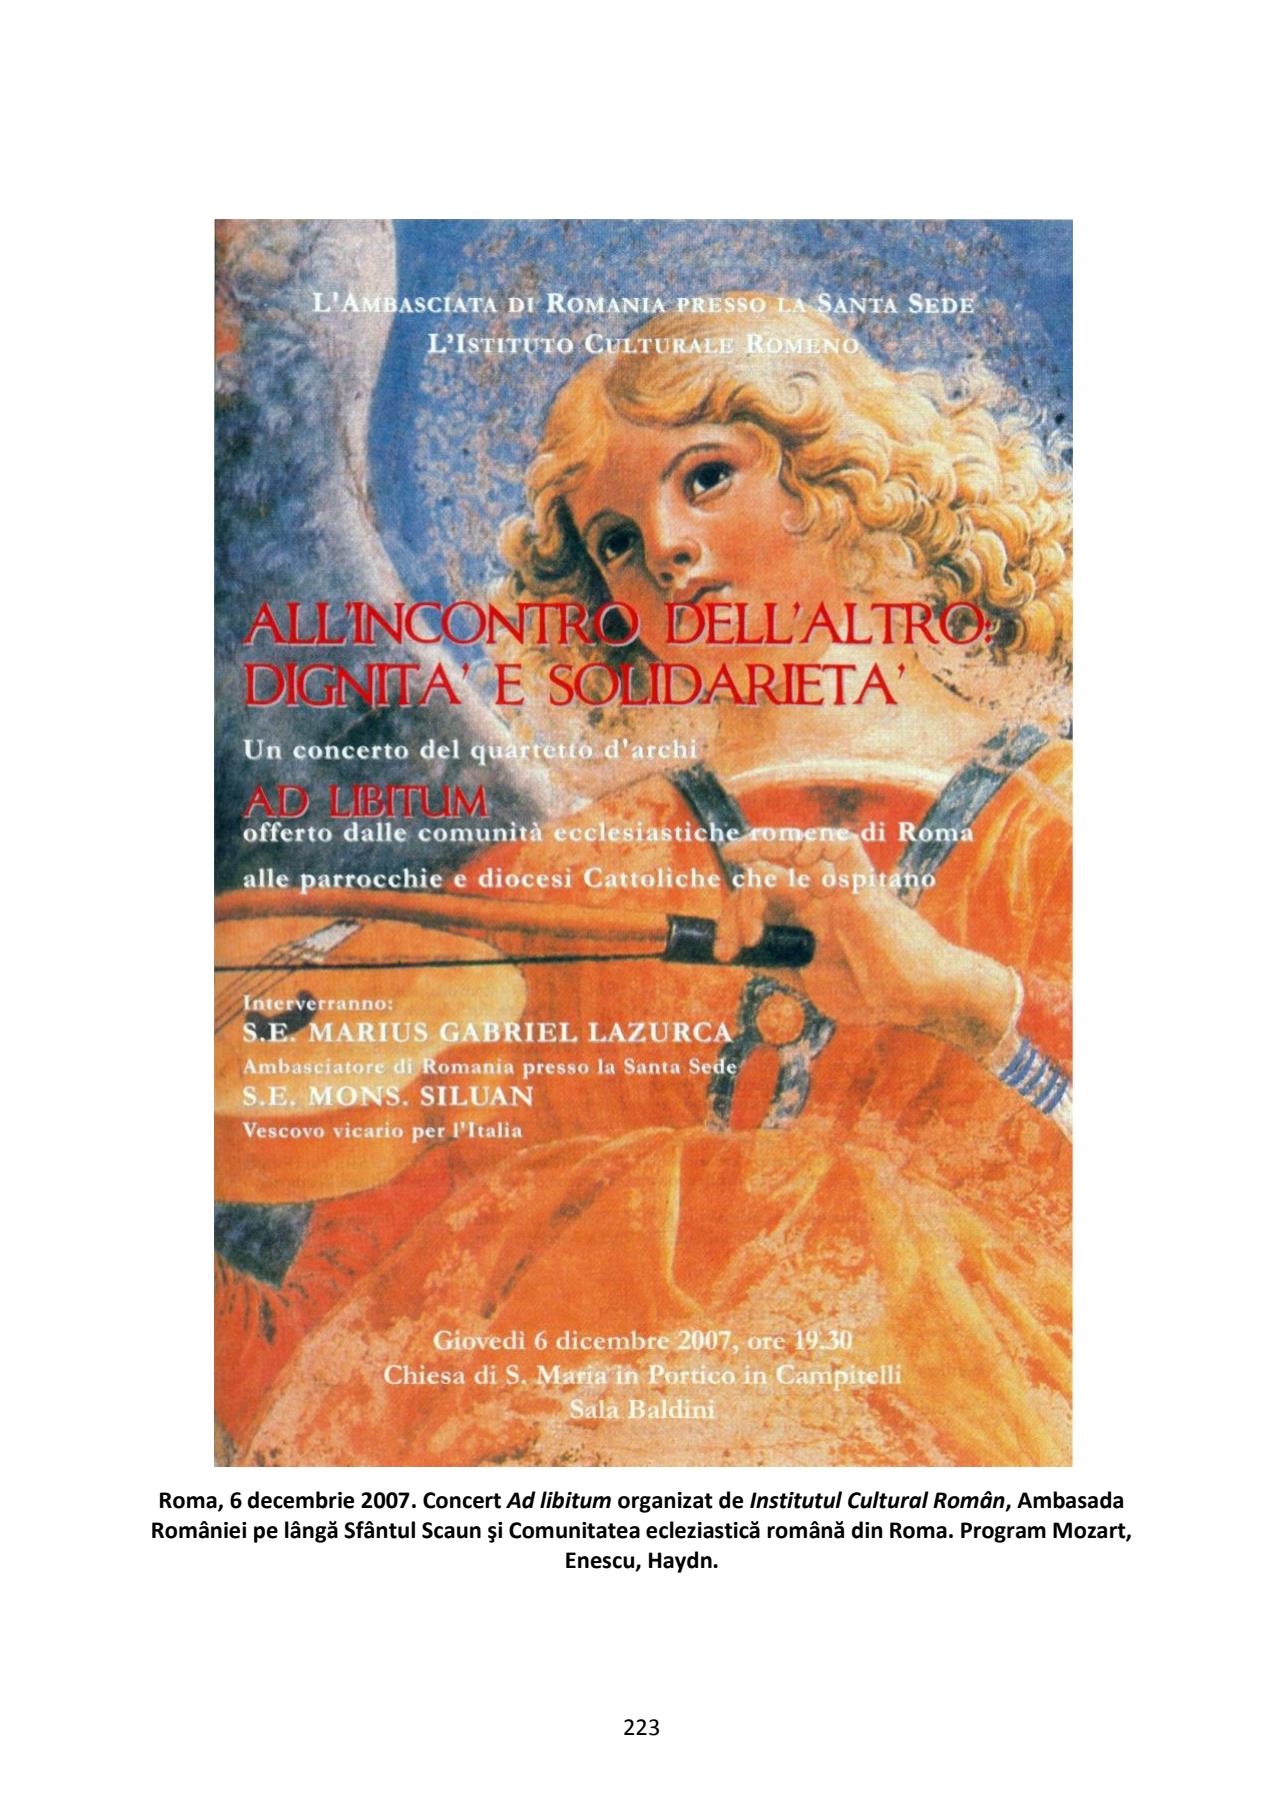 L'AMBASCIATA DI ROMANIA PRESSO LA SANTA SEDE
L'ISTITUTO CULTURALE ROMENO
ALL'INCONTRO DELL'ALTRO:
DIGNITA' E SOLIDARIETA'
Un concerto del quartetto d'archi
AD LIBITUM
offerto dalle comunità ecclesiastiche romene di Roma
alle parrocchie e diocesi Cattoliche che le ospitano
Interverranno:
S.E. MARIUS GABRIEL LAZURCA
Ambasciatore di Romania presso la Santa Sede
S.E. MONS. SILUAN
Vescovo vicario per l'Italia
Giovedì 6 dicembre 2007, ore 19.30
Chiesa di S. Maria in Portico in Campitelli
Sala Baldini
Roma, 6 decembrie 2007. Concert Ad libitum organizat de Institutul Cultural Român, Ambasada
României pe lângă Sfântul Scaun şi Comunitatea ecleziastică română din Roma. Program Mozart,
Enescu, Haydn.
223